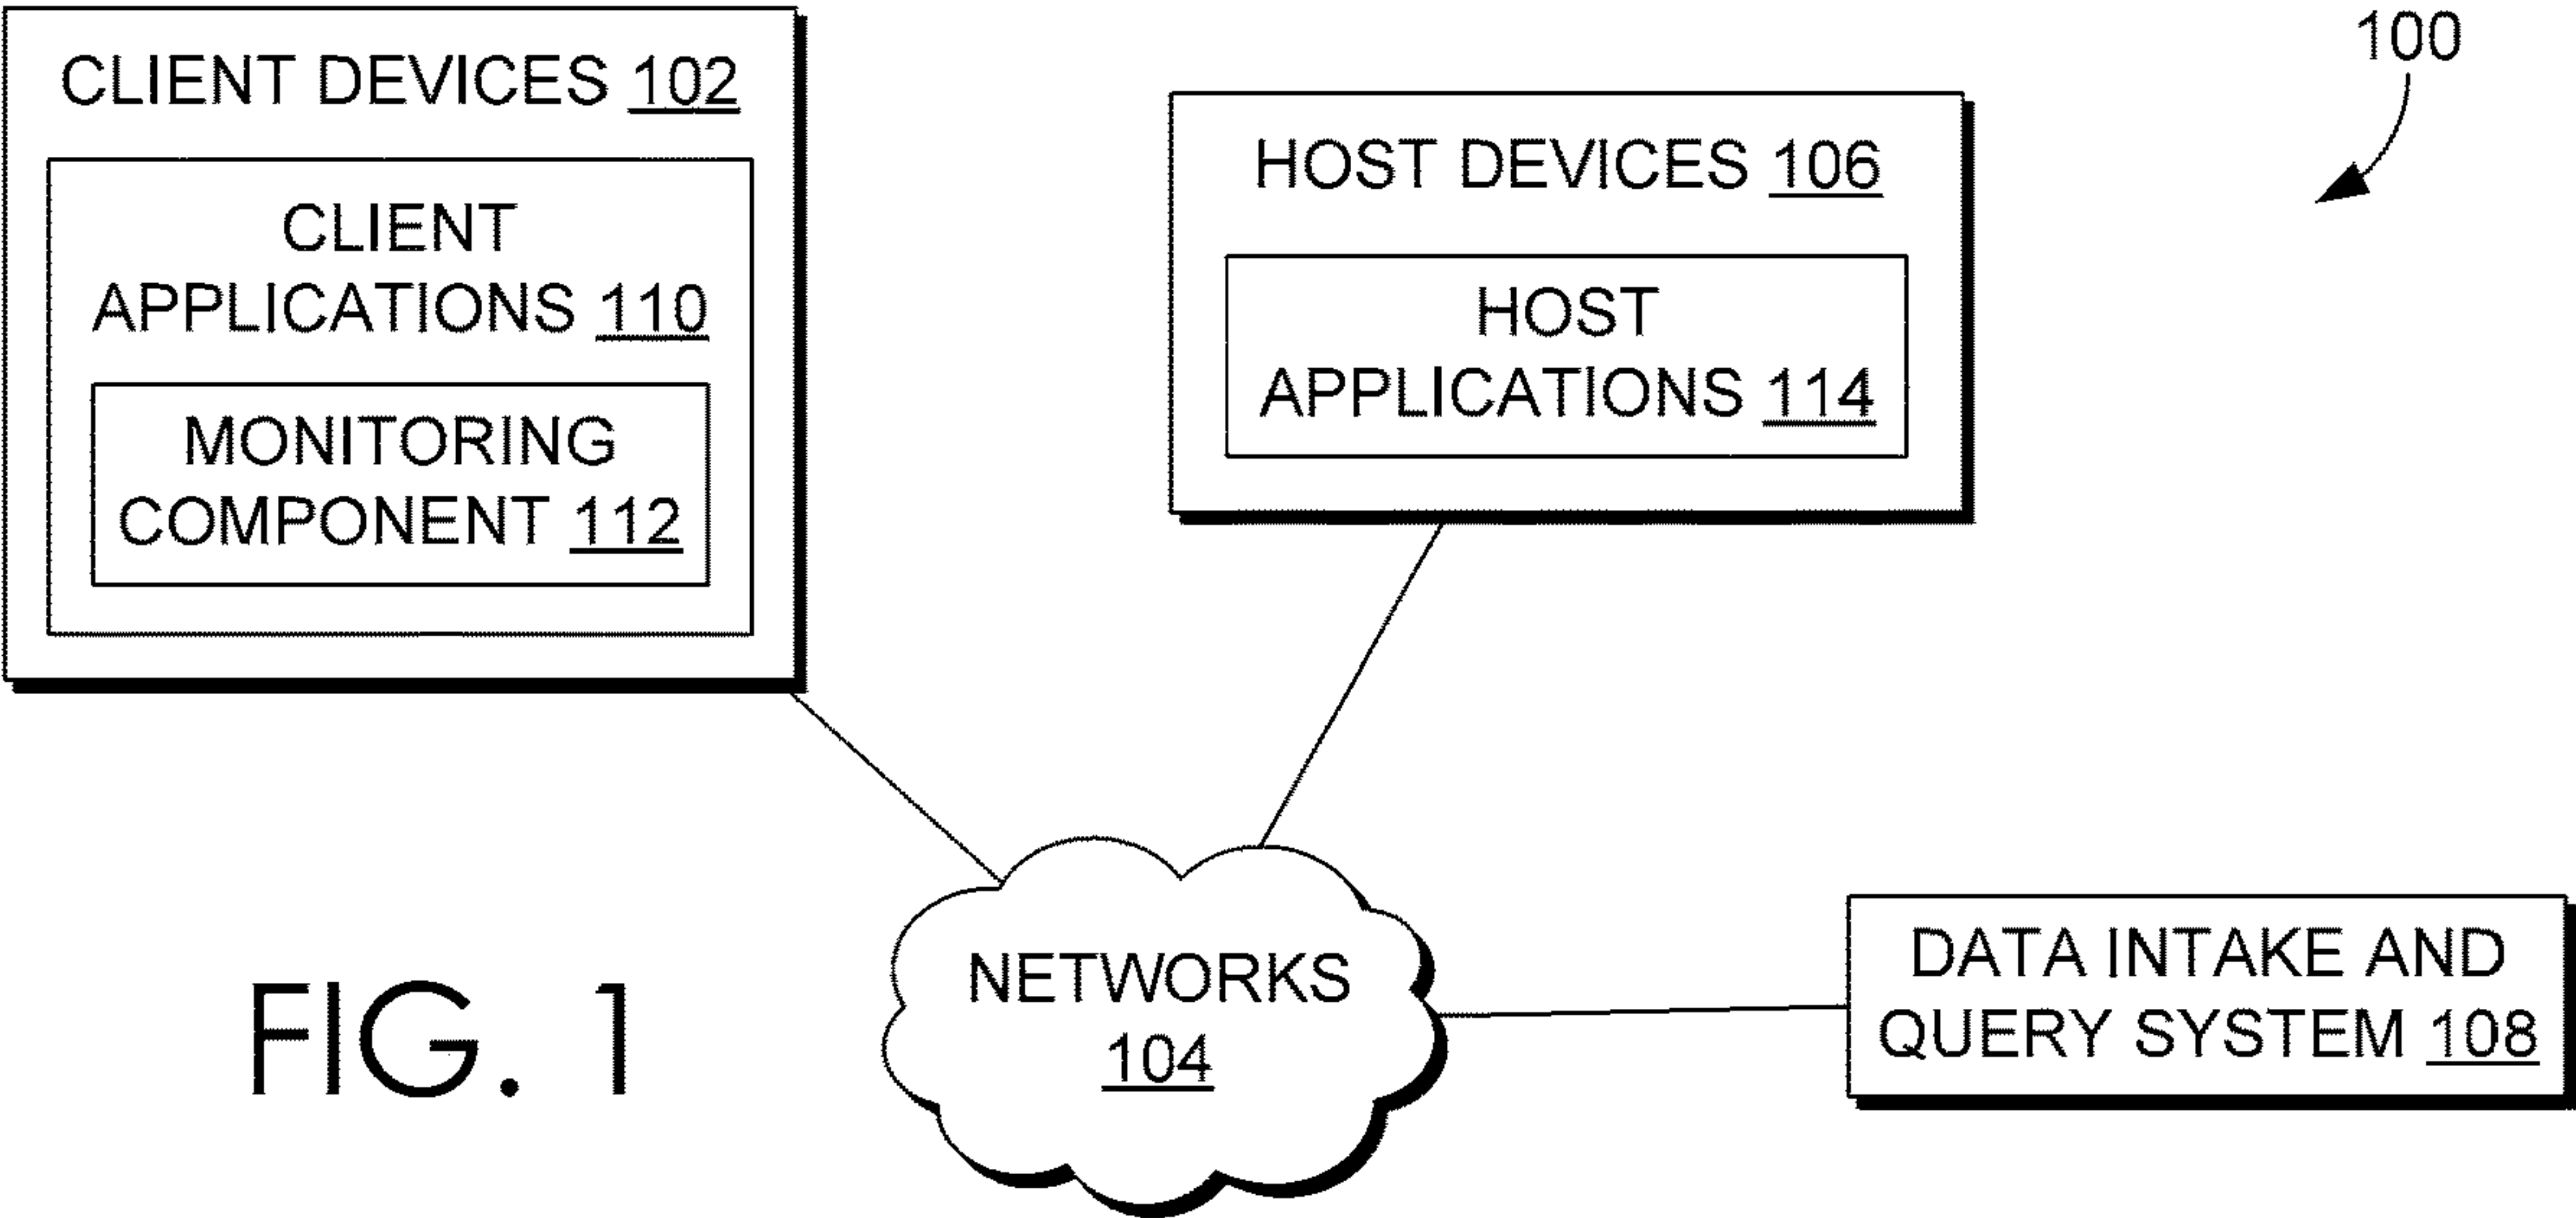 100
CLIENT DEVICES 102
CLIENT
APPLICATIONS 110
MONITORING
COMPONENT 112
HOST DEVICES 106
HOST
APPLICATIONS 114
NETWORKS
104
DATA INTAKE AND
QUERY SYSTEM 108
FIG. 1